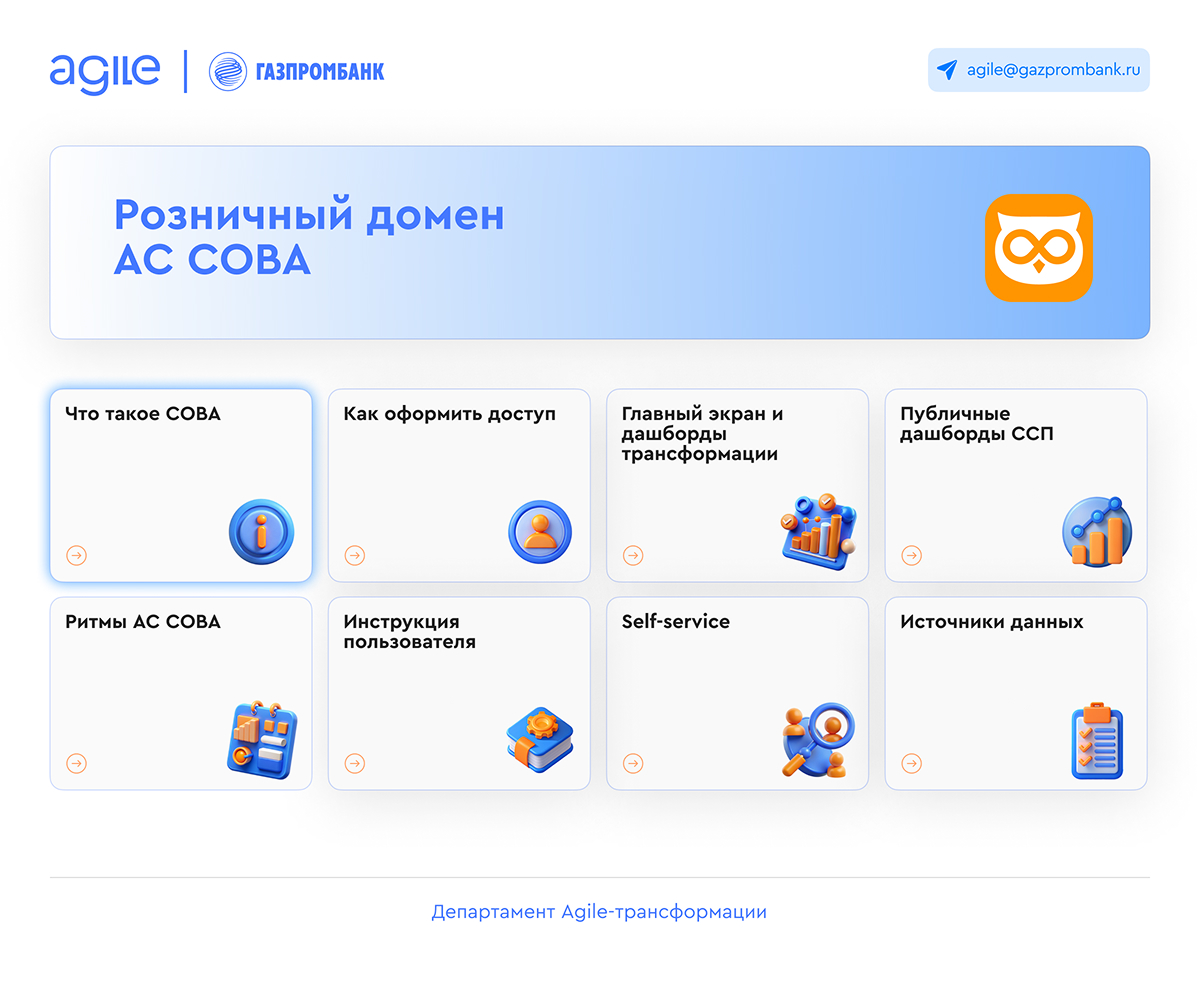 agile | ГАЗПРОМБАНК
agile@gazprombank.ru
Розничный домен
АС СОВА
Что такое СОВА
Как оформить доступ
Главный экран и
дашборды
трансформации
Публичные
дашборды ССП
Ритмы АС СОВА
Инструкция
пользователя
Self-service
Источники данных
Департамент Agile-трансформации